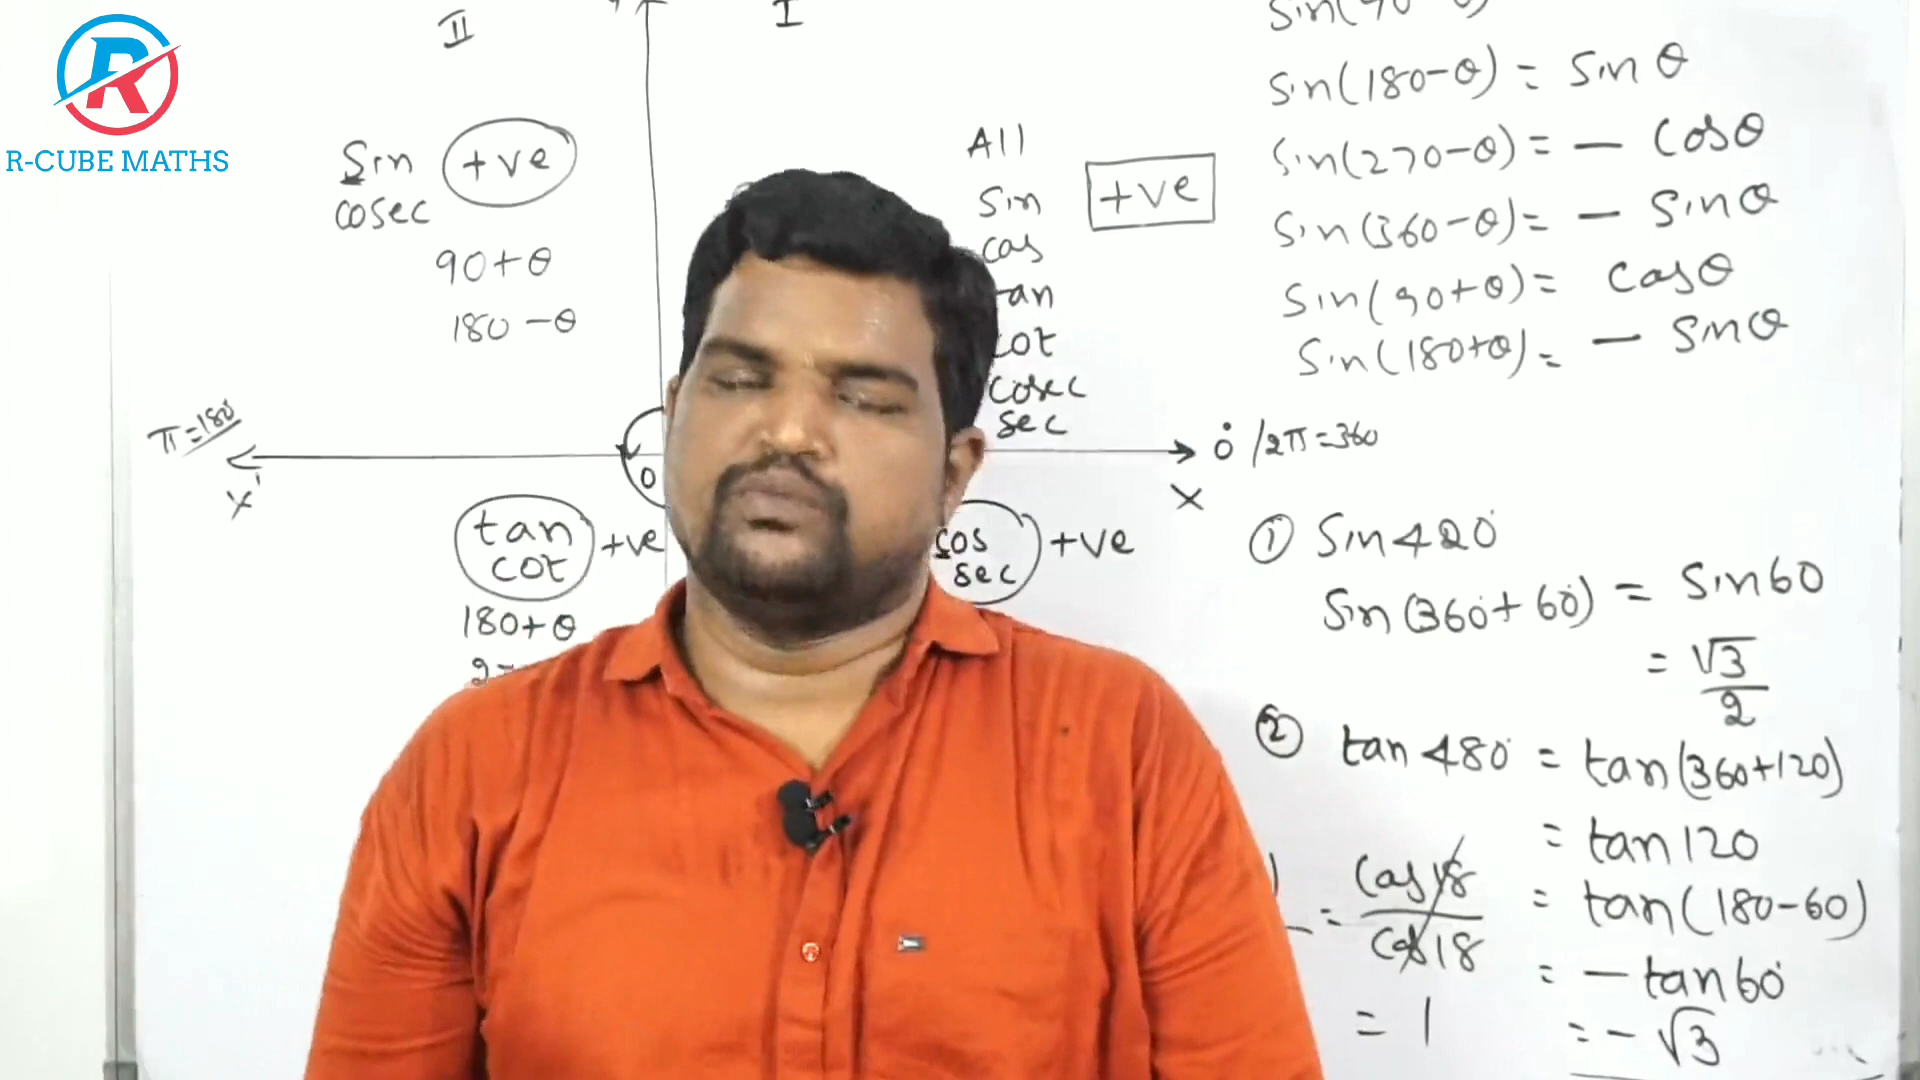 R-CUBE MATHS
II
I
Sin
cosec
+ve
90+θ
180-θ
All
Sin
cos
tan
cot
cosec
sec
+ve
π=180°
X'
0
0° /2π=360
X
tan
cot
+ve
180+θ
cos
sec
+ve
Sin(180-θ) = Sin θ
Sin(270-θ) = - Cosθ
Sin(360-θ) = - Sinθ
Sin(90+θ) = Cosθ
Sin(180+θ) = - Sinθ
① Sin420°
Sin(360°+60°) = Sin60
= √3/2
② tan480° = tan(360+120)
= tan120
= tan(180-60)
= - tan60°
= - √3
= Cos18/Cos18
= 1